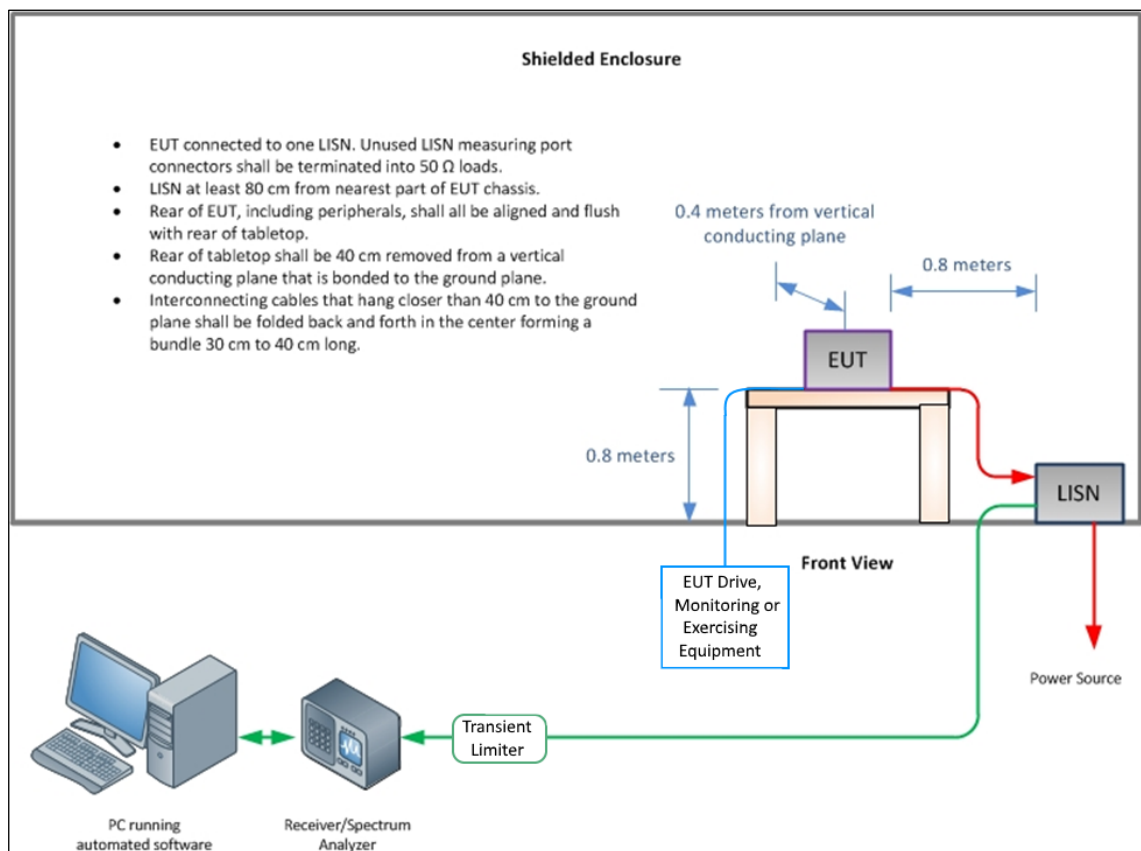 Shielded Enclosure
• EUT connected to one LISN. Unused LISN measuring port
connectors shall be terminated into 50 Ω loads.
• LISN at least 80 cm from nearest part of EUT chassis.
• Rear of EUT, including peripherals, shall all be aligned and flush
with rear of tabletop.
• Rear of tabletop shall be 40 cm removed from a vertical
conducting plane that is bonded to the ground plane.
• Interconnecting cables that hang closer than 40 cm to the ground
plane shall be folded back and forth in the center forming a
bundle 30 cm to 40 cm long.
0.4 meters from vertical
conducting plane
0.8 meters
EUT
0.8 meters
LISN
Front View
EUT Drive,
Monitoring or
Exercising
Equipment
Power Source
Transient
Limiter
PC running
automated software
Receiver/Spectrum
Analyzer